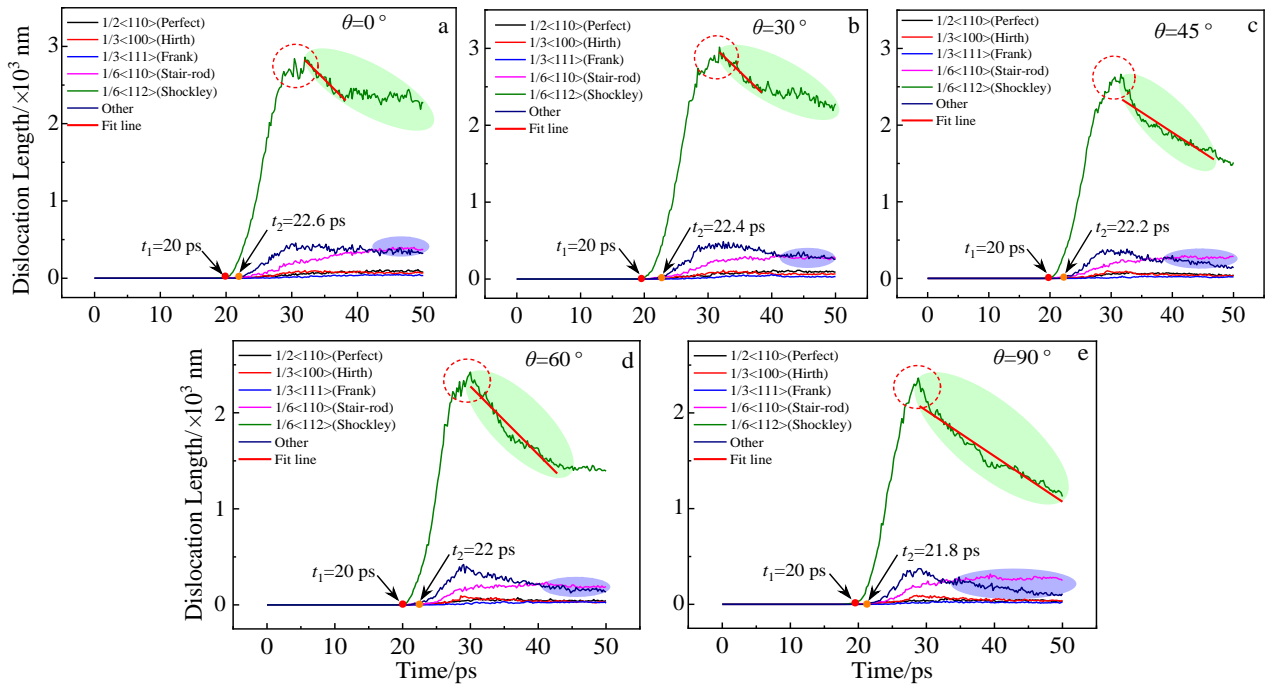 Dislocation Length/×10³ nm
1/2<110>(Perfect)
1/3<100>(Hirth)
1/3<111>(Frank)
1/6<110>(Stair-rod)
1/6<112>(Shockley)
Other
Fit line
θ=0 °
a
t₁=20 ps
t₂=22.6 ps
3
2
1
0
0 10 20 30 40 50
1/2<110>(Perfect)
1/3<100>(Hirth)
1/3<111>(Frank)
1/6<110>(Stair-rod)
1/6<112>(Shockley)
Other
Fit line
θ=30 °
b
t₁=20 ps
t₂=22.4 ps
3
2
1
0
0 10 20 30 40 50
1/2<110>(Perfect)
1/3<100>(Hirth)
1/3<111>(Frank)
1/6<110>(Stair-rod)
1/6<112>(Shockley)
Other
Fit line
θ=45 °
c
t₁=20 ps
t₂=22.2 ps
3
2
1
0
0 10 20 30 40 50
Dislocation Length/×10³ nm
1/2<110>(Perfect)
1/3<100>(Hirth)
1/3<111>(Frank)
1/6<110>(Stair-rod)
1/6<112>(Shockley)
Other
Fit line
θ=60 °
d
t₁=20 ps
t₂=22 ps
2
1
0
0 10 20 30 40 50
Time/ps
1/2<110>(Perfect)
1/3<100>(Hirth)
1/3<111>(Frank)
1/6<110>(Stair-rod)
1/6<112>(Shockley)
Other
Fit line
θ=90 °
e
t₁=20 ps
t₂=21.8 ps
2
1
0
0 10 20 30 40 50
Time/ps